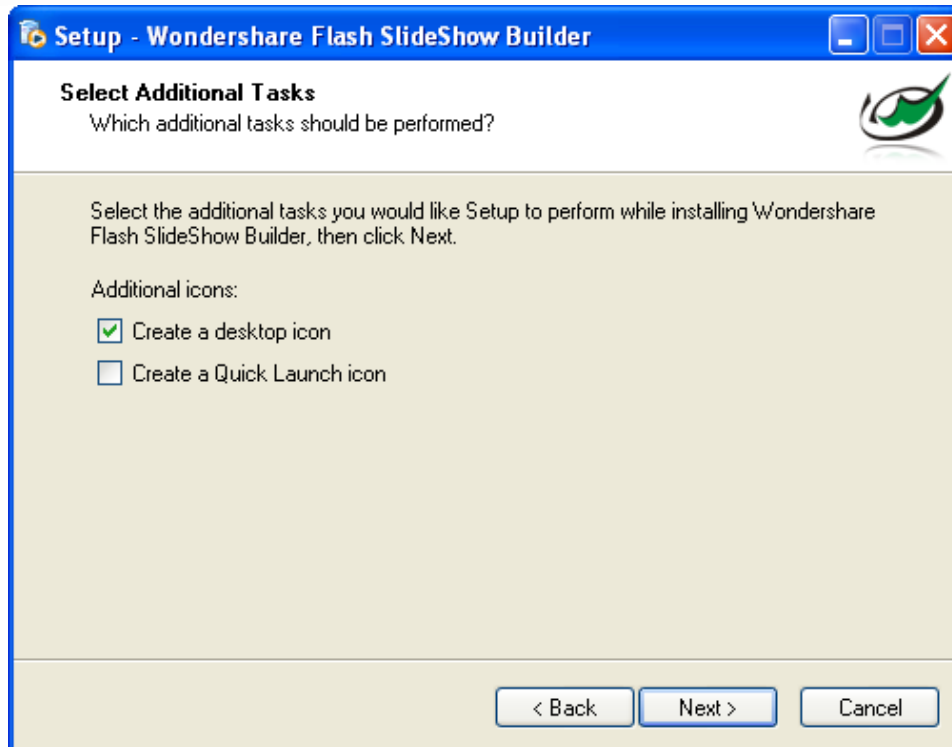 Setup - Wondershare Flash SlideShow Builder
Select Additional Tasks
Which additional tasks should be performed?
Select the additional tasks you would like Setup to perform while installing Wondershare
Flash SlideShow Builder, then click Next.
Additional icons:
Create a desktop icon
Create a Quick Launch icon
< Back Next > Cancel